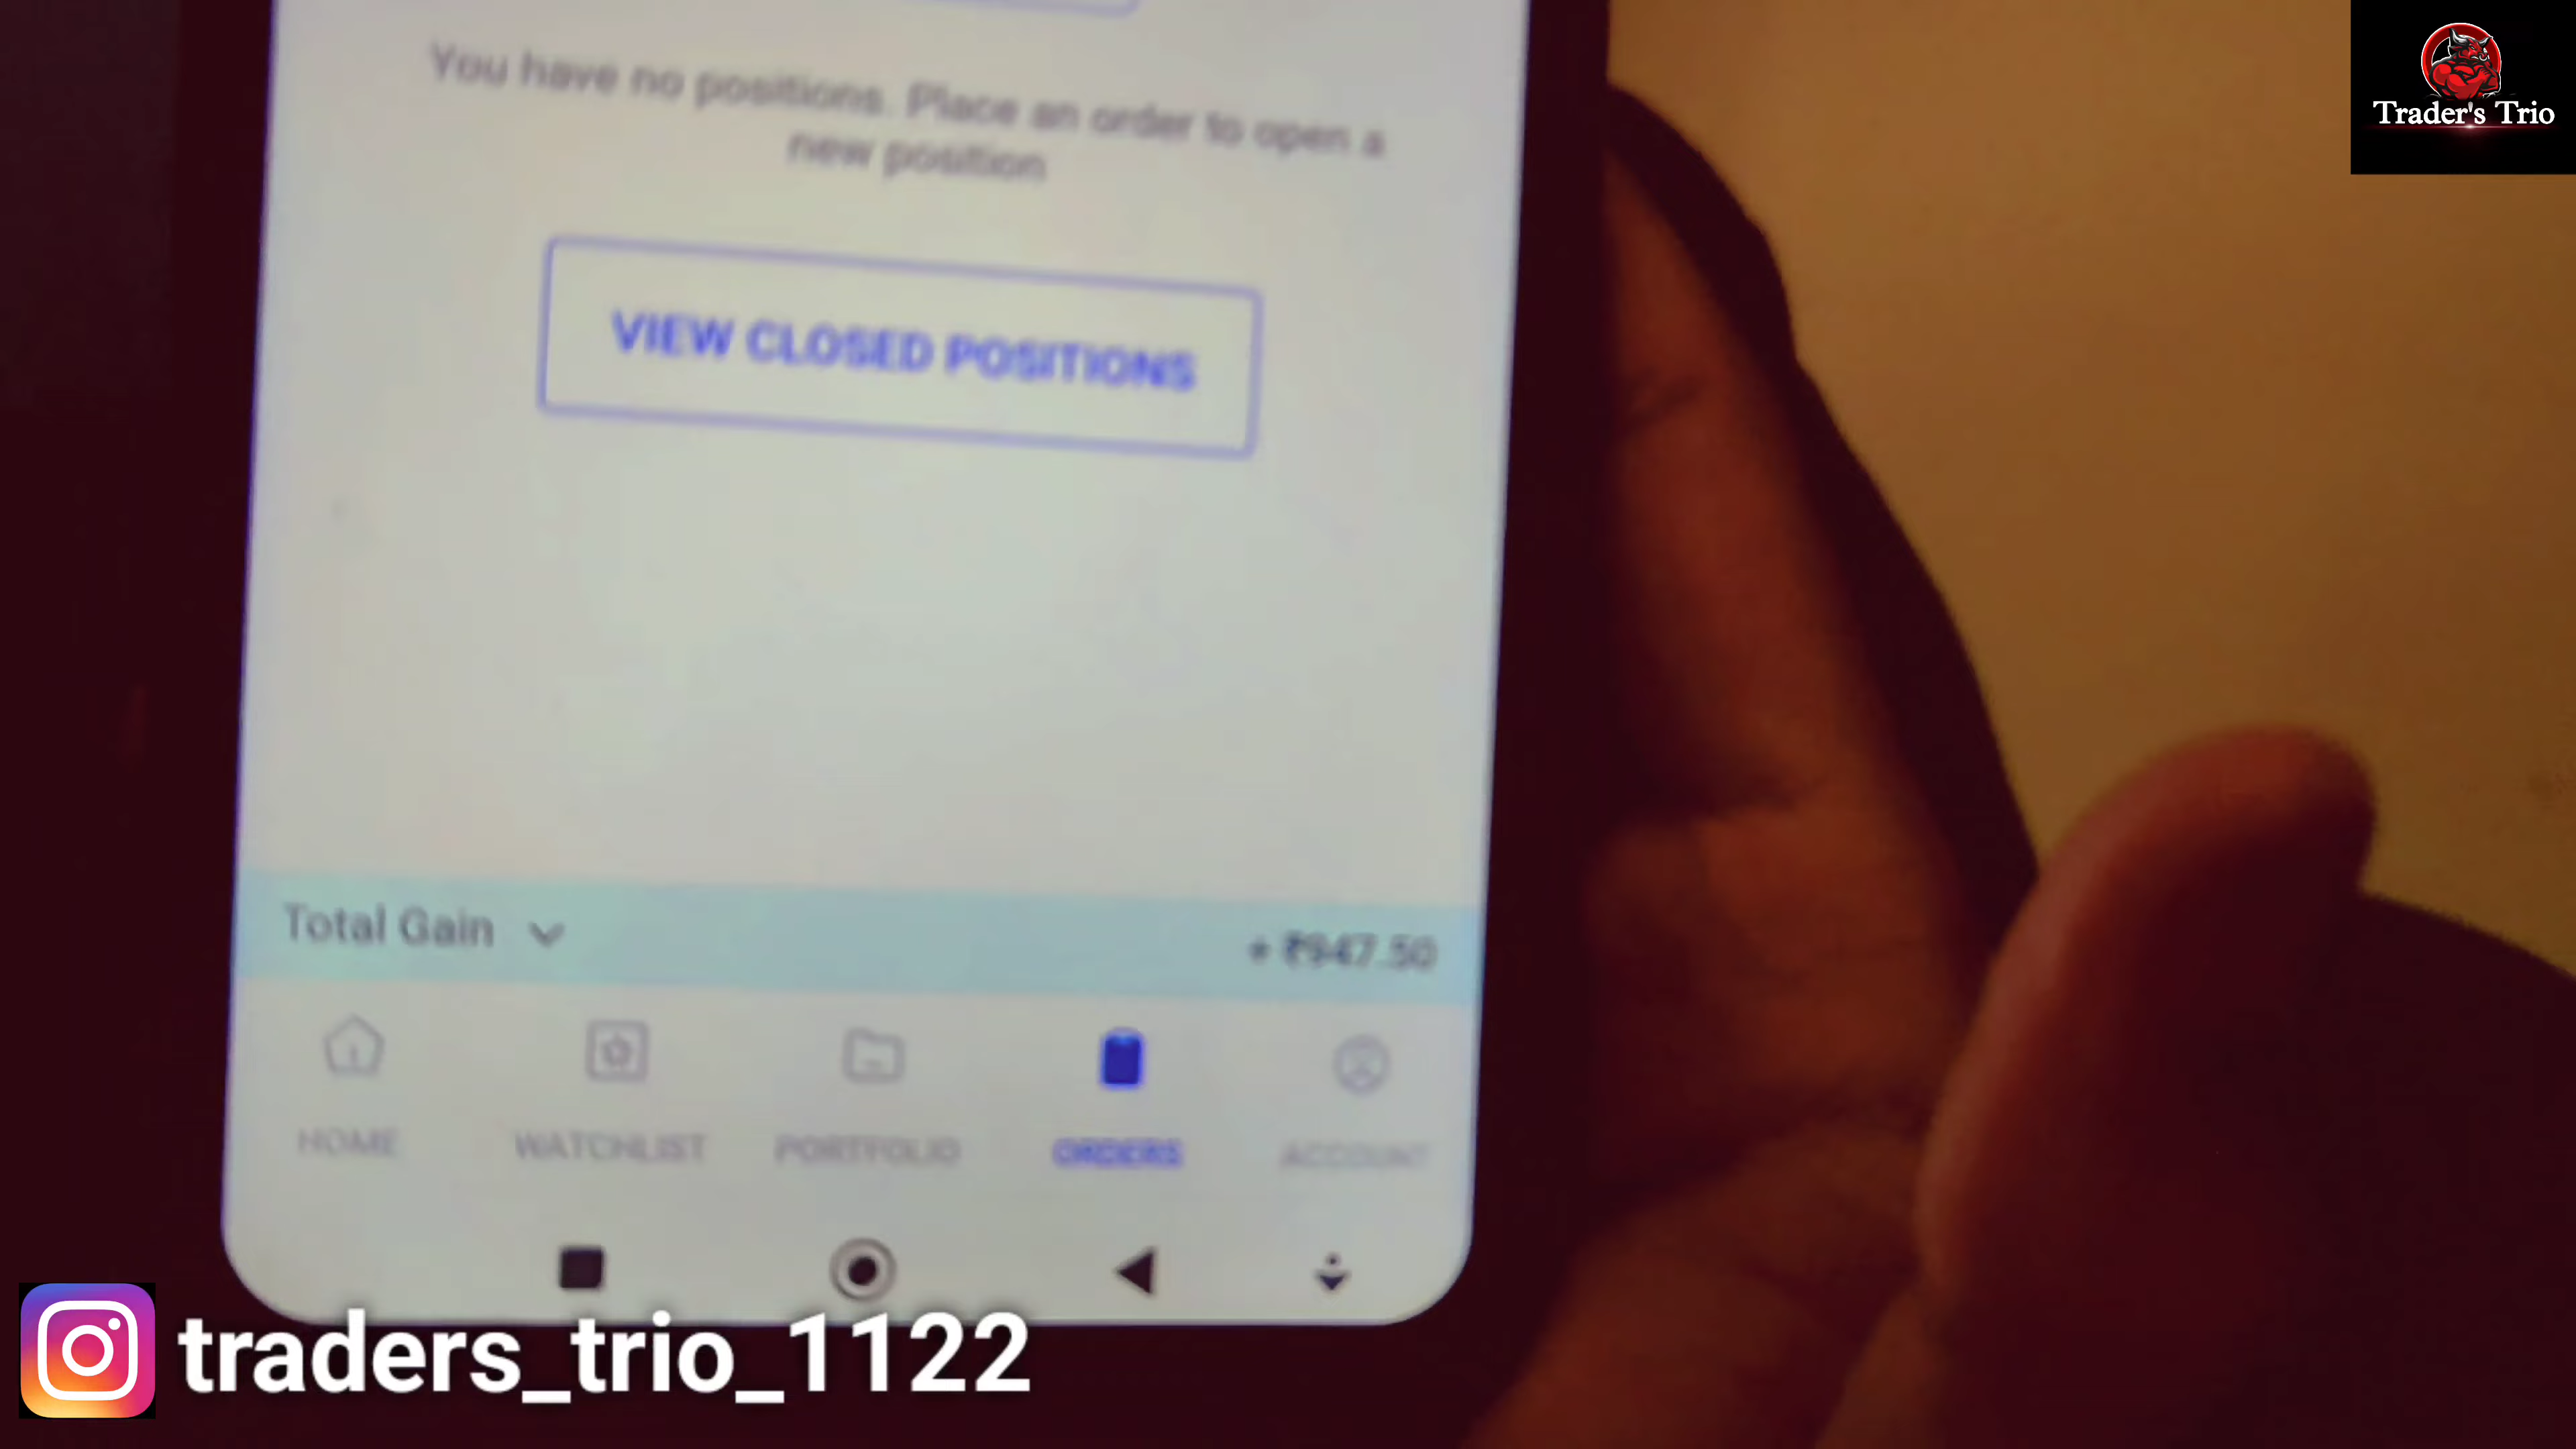 Trader's Trio
You have no positions. Place an order to open a
new position
VIEW CLOSED POSITIONS
Total Gain
+ ₹947.50
HOME
WATCHLIST
PORTFOLIO
ORDERS
ACCOUNT
traders_trio_1122